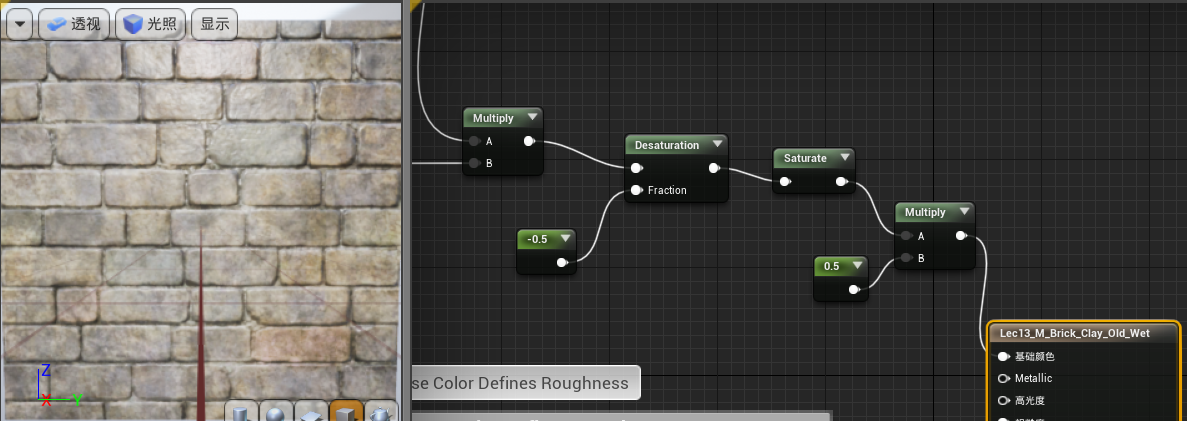 透视
光照
显示
Multiply
A
B
Desaturation
Fraction
-0.5
Saturate
Multiply
A
B
0.5
Lec13_M_Brick_Clay_Old_Wet
基础颜色
Metallic
高光度
se Color Defines Roughness
Z
X
Y